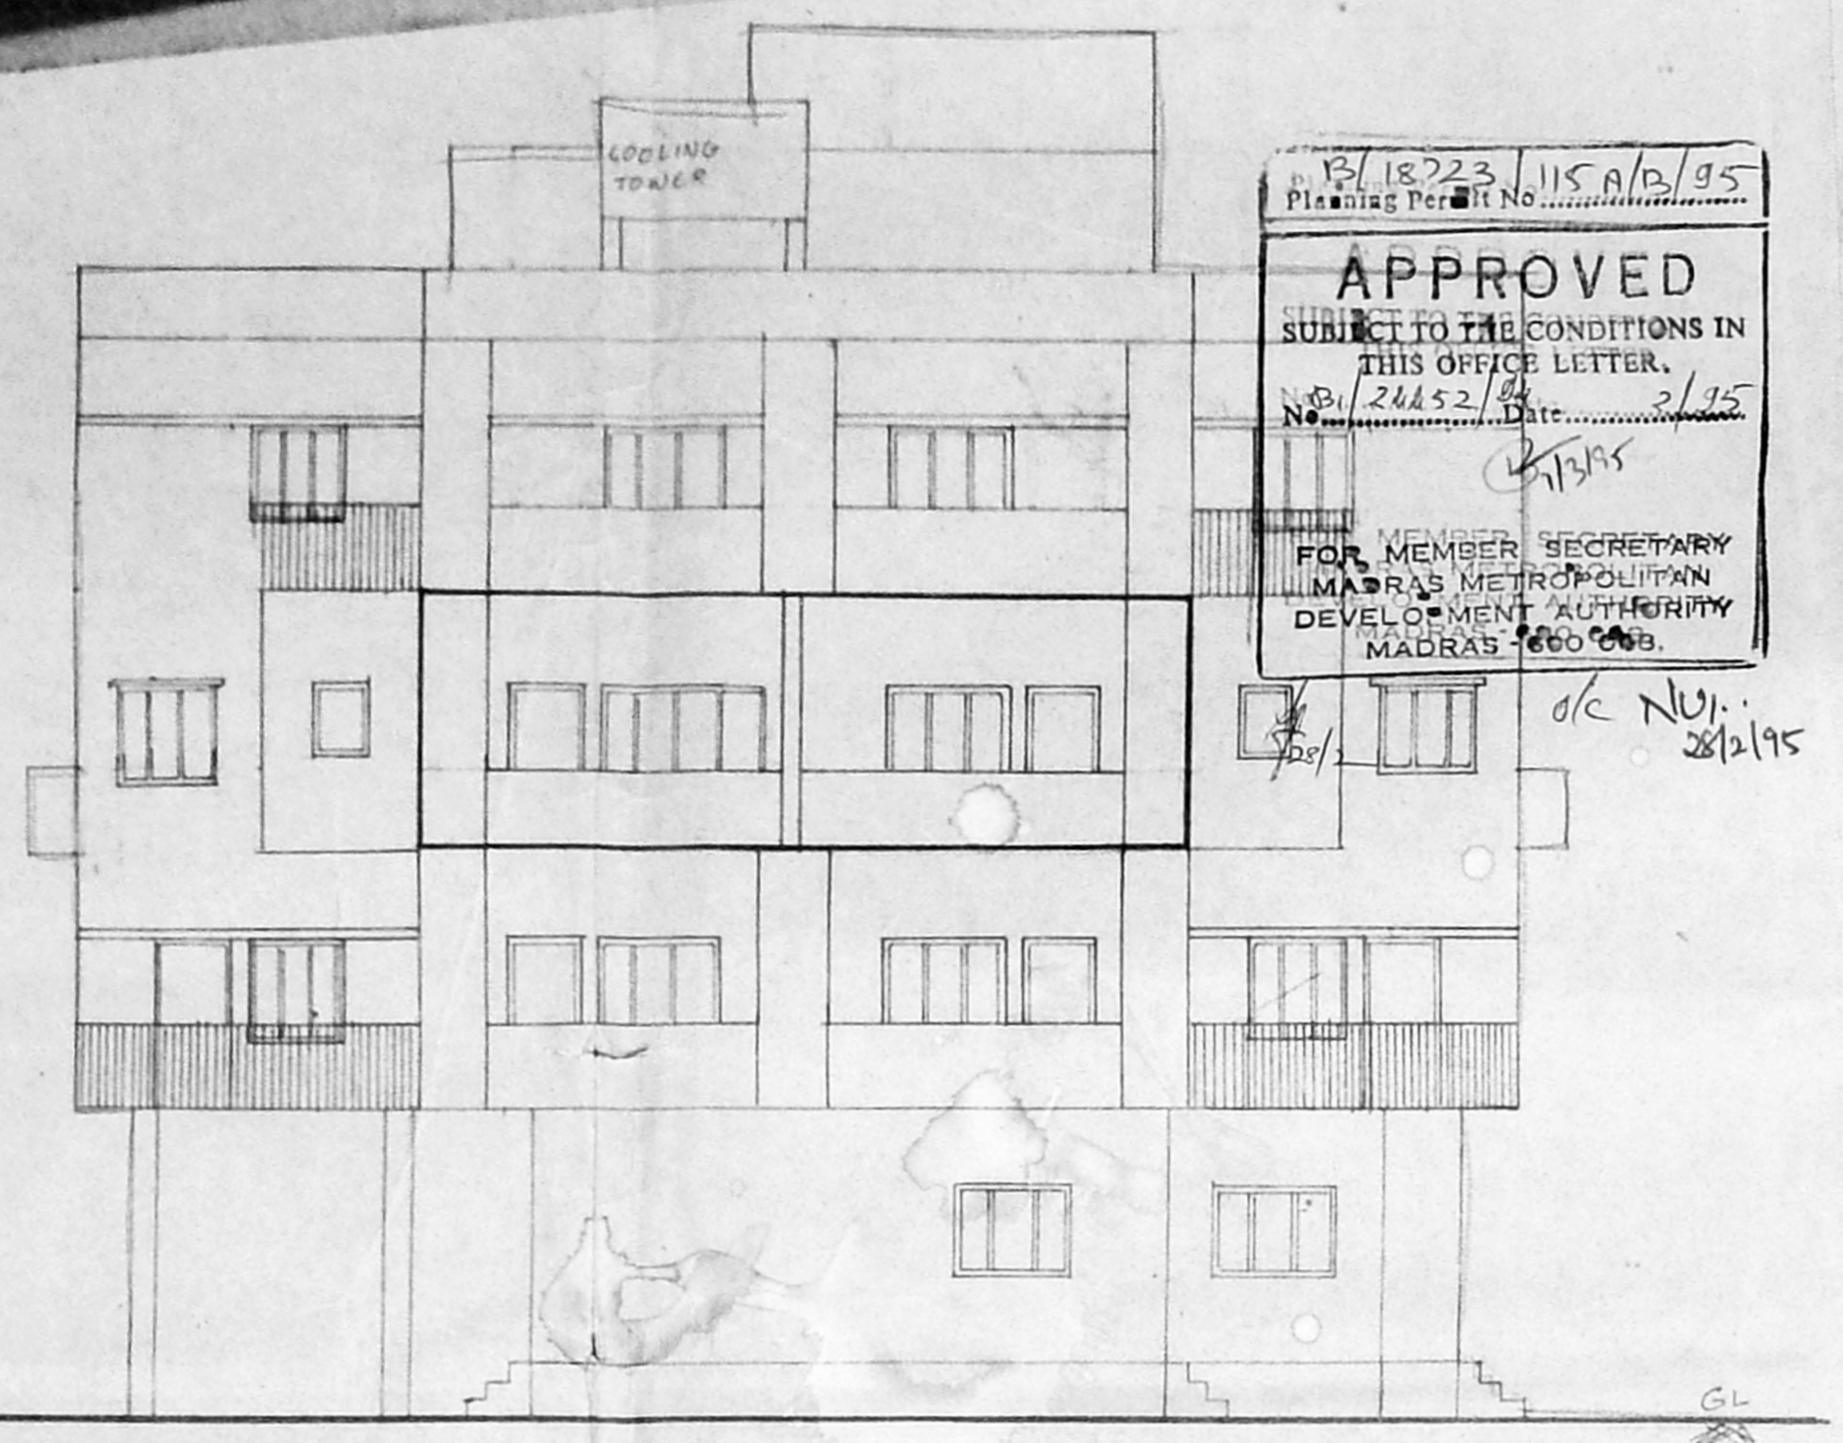 COOLING
TOWER
B/18723/115 A/B/95
Planning Permit No
APPROVED
SUBJECT TO THE CONDITIONS IN
THIS OFFICE LETTER.
No. B1/24452/94 Date 2/95
7/3/95
FOR MEMBER SECRETARY
MADRAS METROPOLITAN
DEVELOPMENT AUTHORITY
MADRAS - 600 008.
O/C
28/2/95
28/2
GL